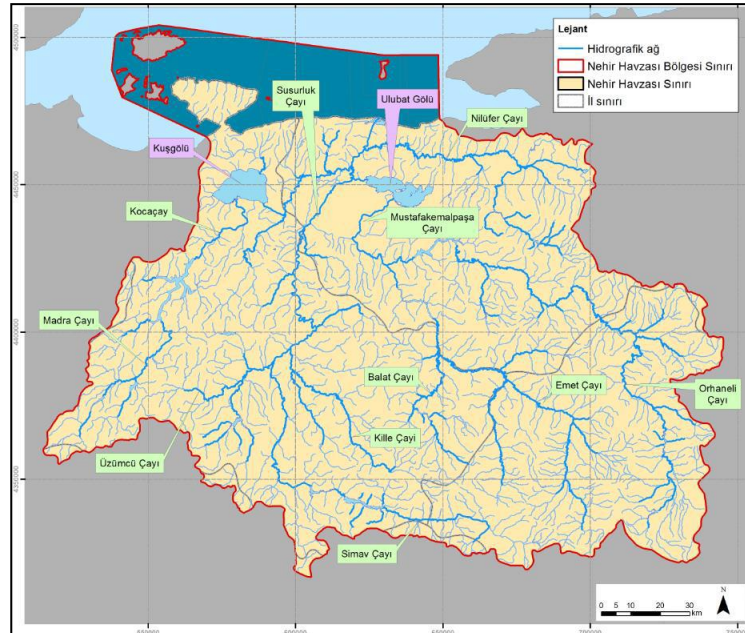 Lejant
Hidrografik ağ
Nehir Havzası Bölgesi Sınırı
Nehir Havzası Sınırı
İl sınırı
Susurluk
Çayı
Ulubat Gölü
Nilüfer Çayı
Kuşgölü
Kocaçay
Mustafakemalpaşa
Çayı
Madra Çayı
Balat Çayı
Emet Çayı
Orhaneli
Çayı
Üzümcü Çayı
Kille Çayi
Simav Çayı
N
0 5 10 20 30
km